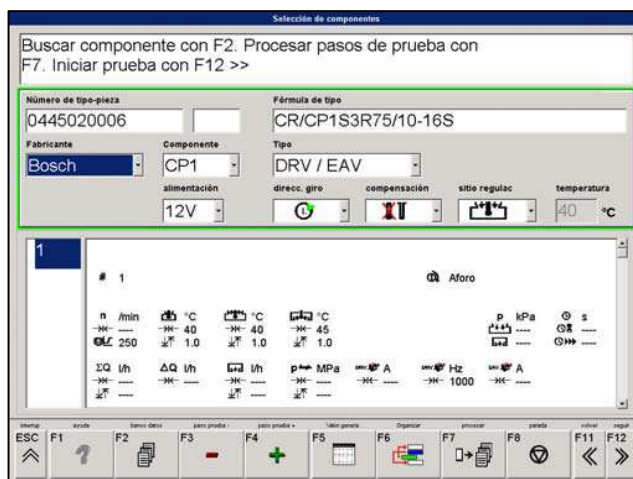 Selección de componentes
Buscar componente con F2. Procesar pasos de prueba con
F7. Iniciar prueba con F12 >>
Número de tipo-pieza Fórmula de tipo
0445020006 CR/CP1S3R75/10-16S
Fabricante Componente Tipo
Bosch CP1 DRV / EAV
alimentación direcc. giro compensación sitio regulac temperatura
12V 40 °C
1
# 1 Aforo
n /min °C °C °C p kPa s
---- 40 40 45 ---- ----
250 1.0 1.0 1.0 ---- ----
ΣQ l/h ΔQ l/h l/h p MPa A Hz A
---- ---- ---- ---- ---- 1000 ----
---- ----
ayuda banco datos paso prueba - paso prueba + Organizar procesar parada volver seguir
ESC F1 F2 F3 F4 F5 F6 F7 F8 F11 F12